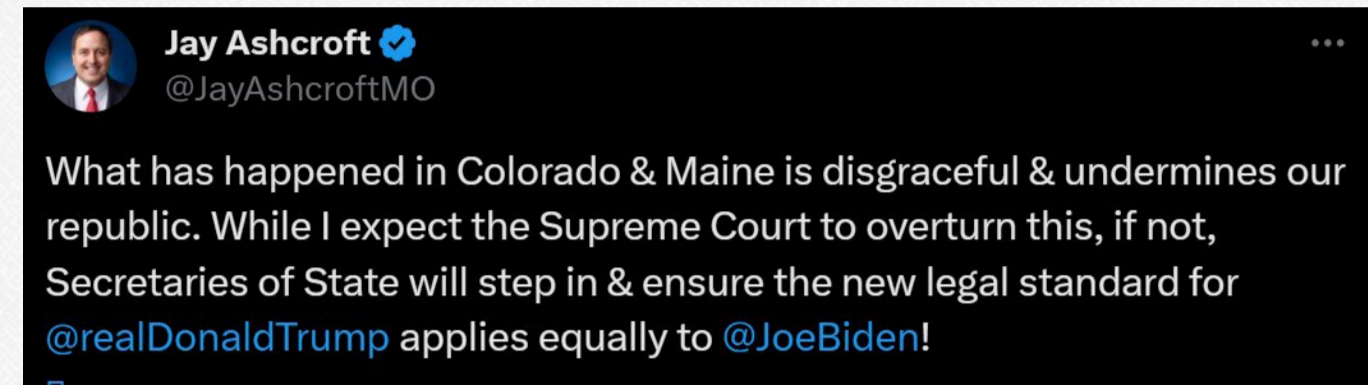 Jay Ashcroft
@JayAshcroftMO
What has happened in Colorado & Maine is disgraceful & undermines our
republic. While I expect the Supreme Court to overturn this, if not,
Secretaries of State will step in & ensure the new legal standard for
@realDonaldTrump applies equally to @JoeBiden!